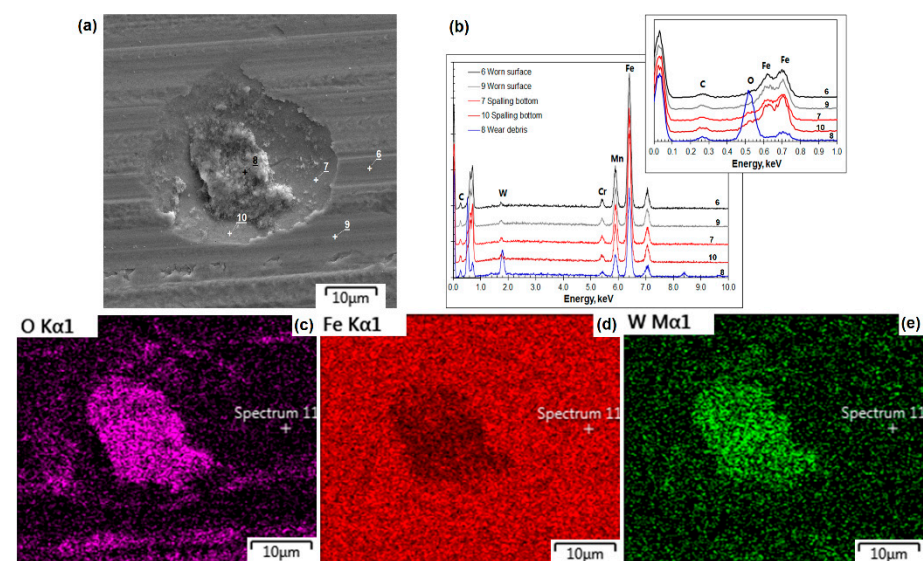 (a)
8
7
6
10
9
10μm
(b)
6 Worn surface
9 Worn surface
7 Spalling bottom
10 Spalling bottom
8 Wear debris
C
W
Cr
Mn
Fe
6
9
7
10
8
0.0 1.0 2.0 3.0 4.0 5.0 6.0 7.0 8.0 9.0 10.0
Energy, keV
C
O
Fe
Fe
6
9
7
10
8
0.0 0.1 0.2 0.3 0.4 0.5 0.6 0.7 0.8 0.9 1.0
Energy, keV
O Kα1
(c)
Spectrum 11
10μm
Fe Kα1
(d)
Spectrum 11
10μm
W Mα1
(e)
Spectrum 11
10μm